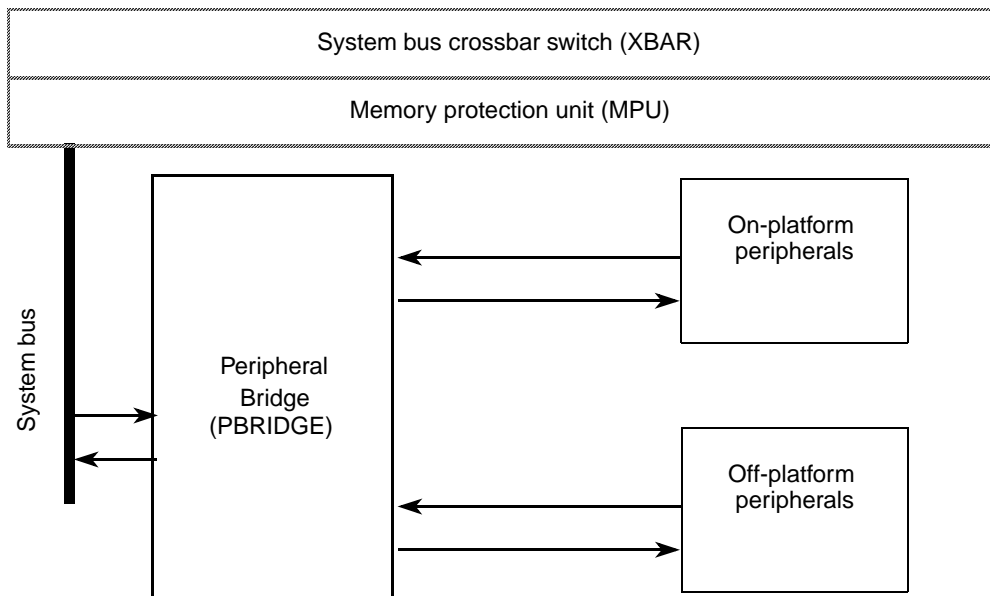 System bus crossbar switch (XBAR)
Memory protection unit (MPU)
On-platform
peripherals
System bus
Peripheral
Bridge
(PBRIDGE)
Off-platform
peripherals